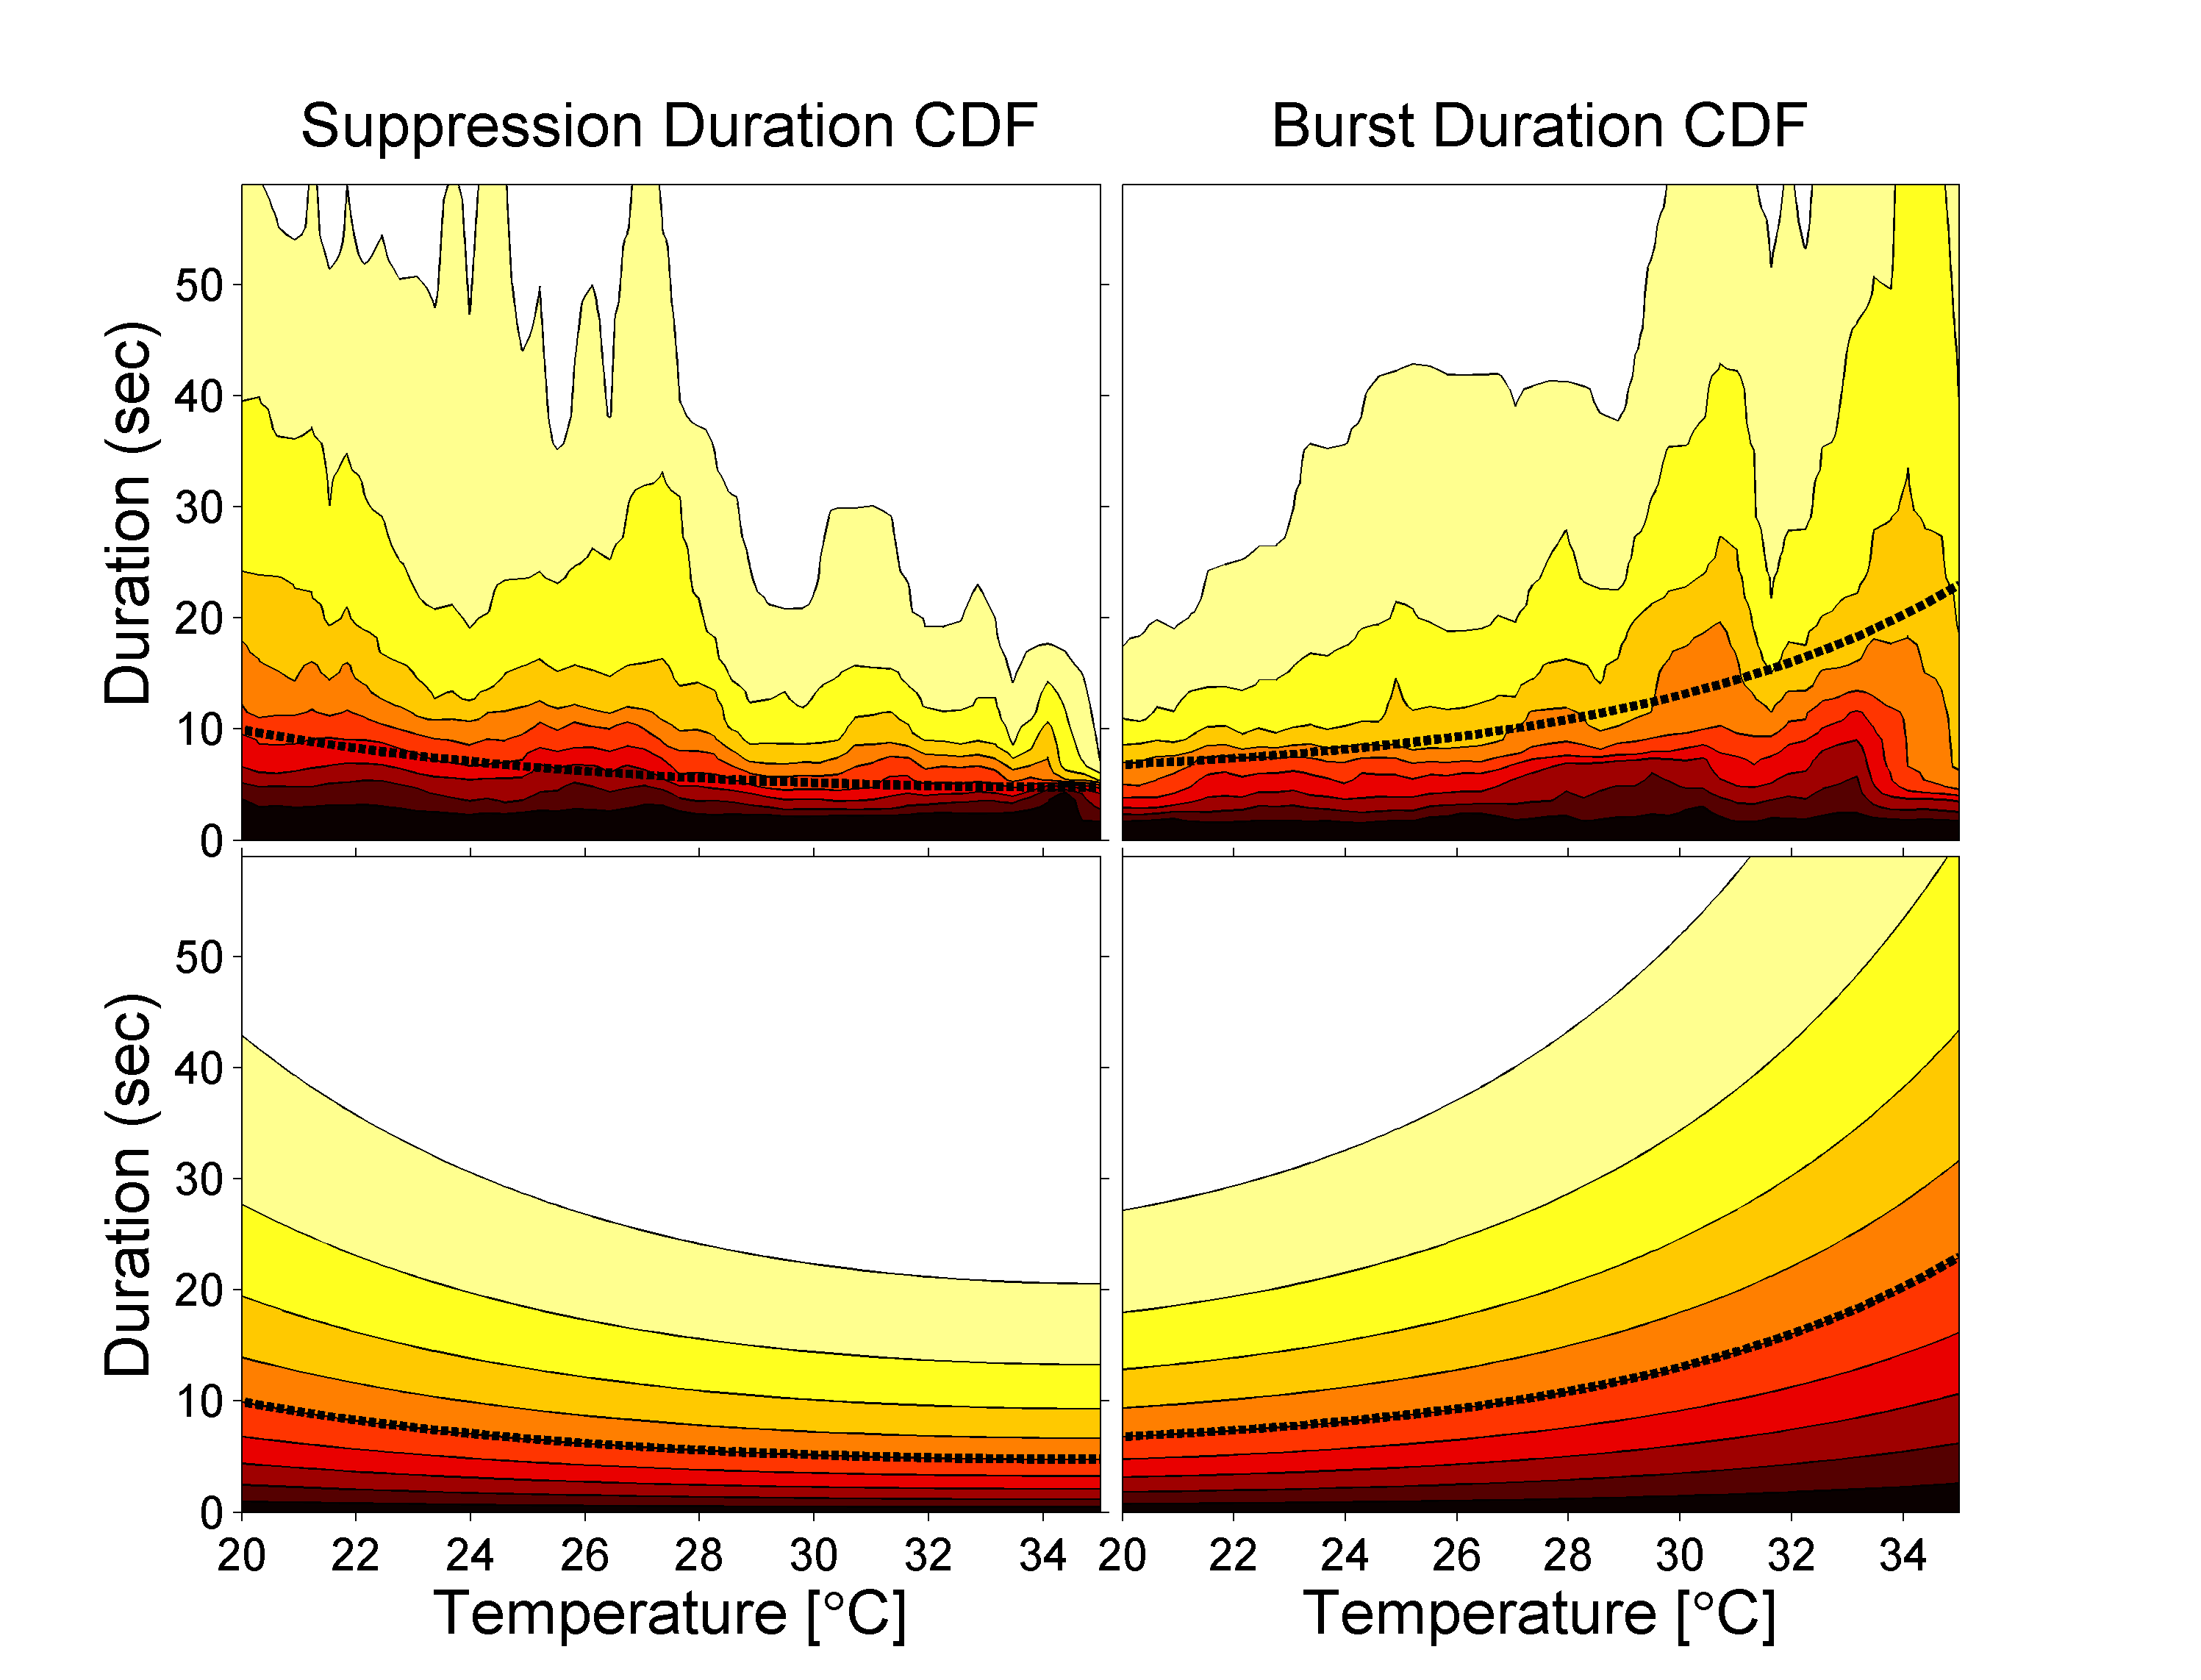 Suppression Duration CDF
Burst Duration CDF
Duration (sec)
50
40
30
20
10
0
Duration (sec)
50
40
30
20
10
0
20 22 24 26 28 30 32 34
20 22 24 26 28 30 32 34
Temperature [°C]
Temperature [°C]